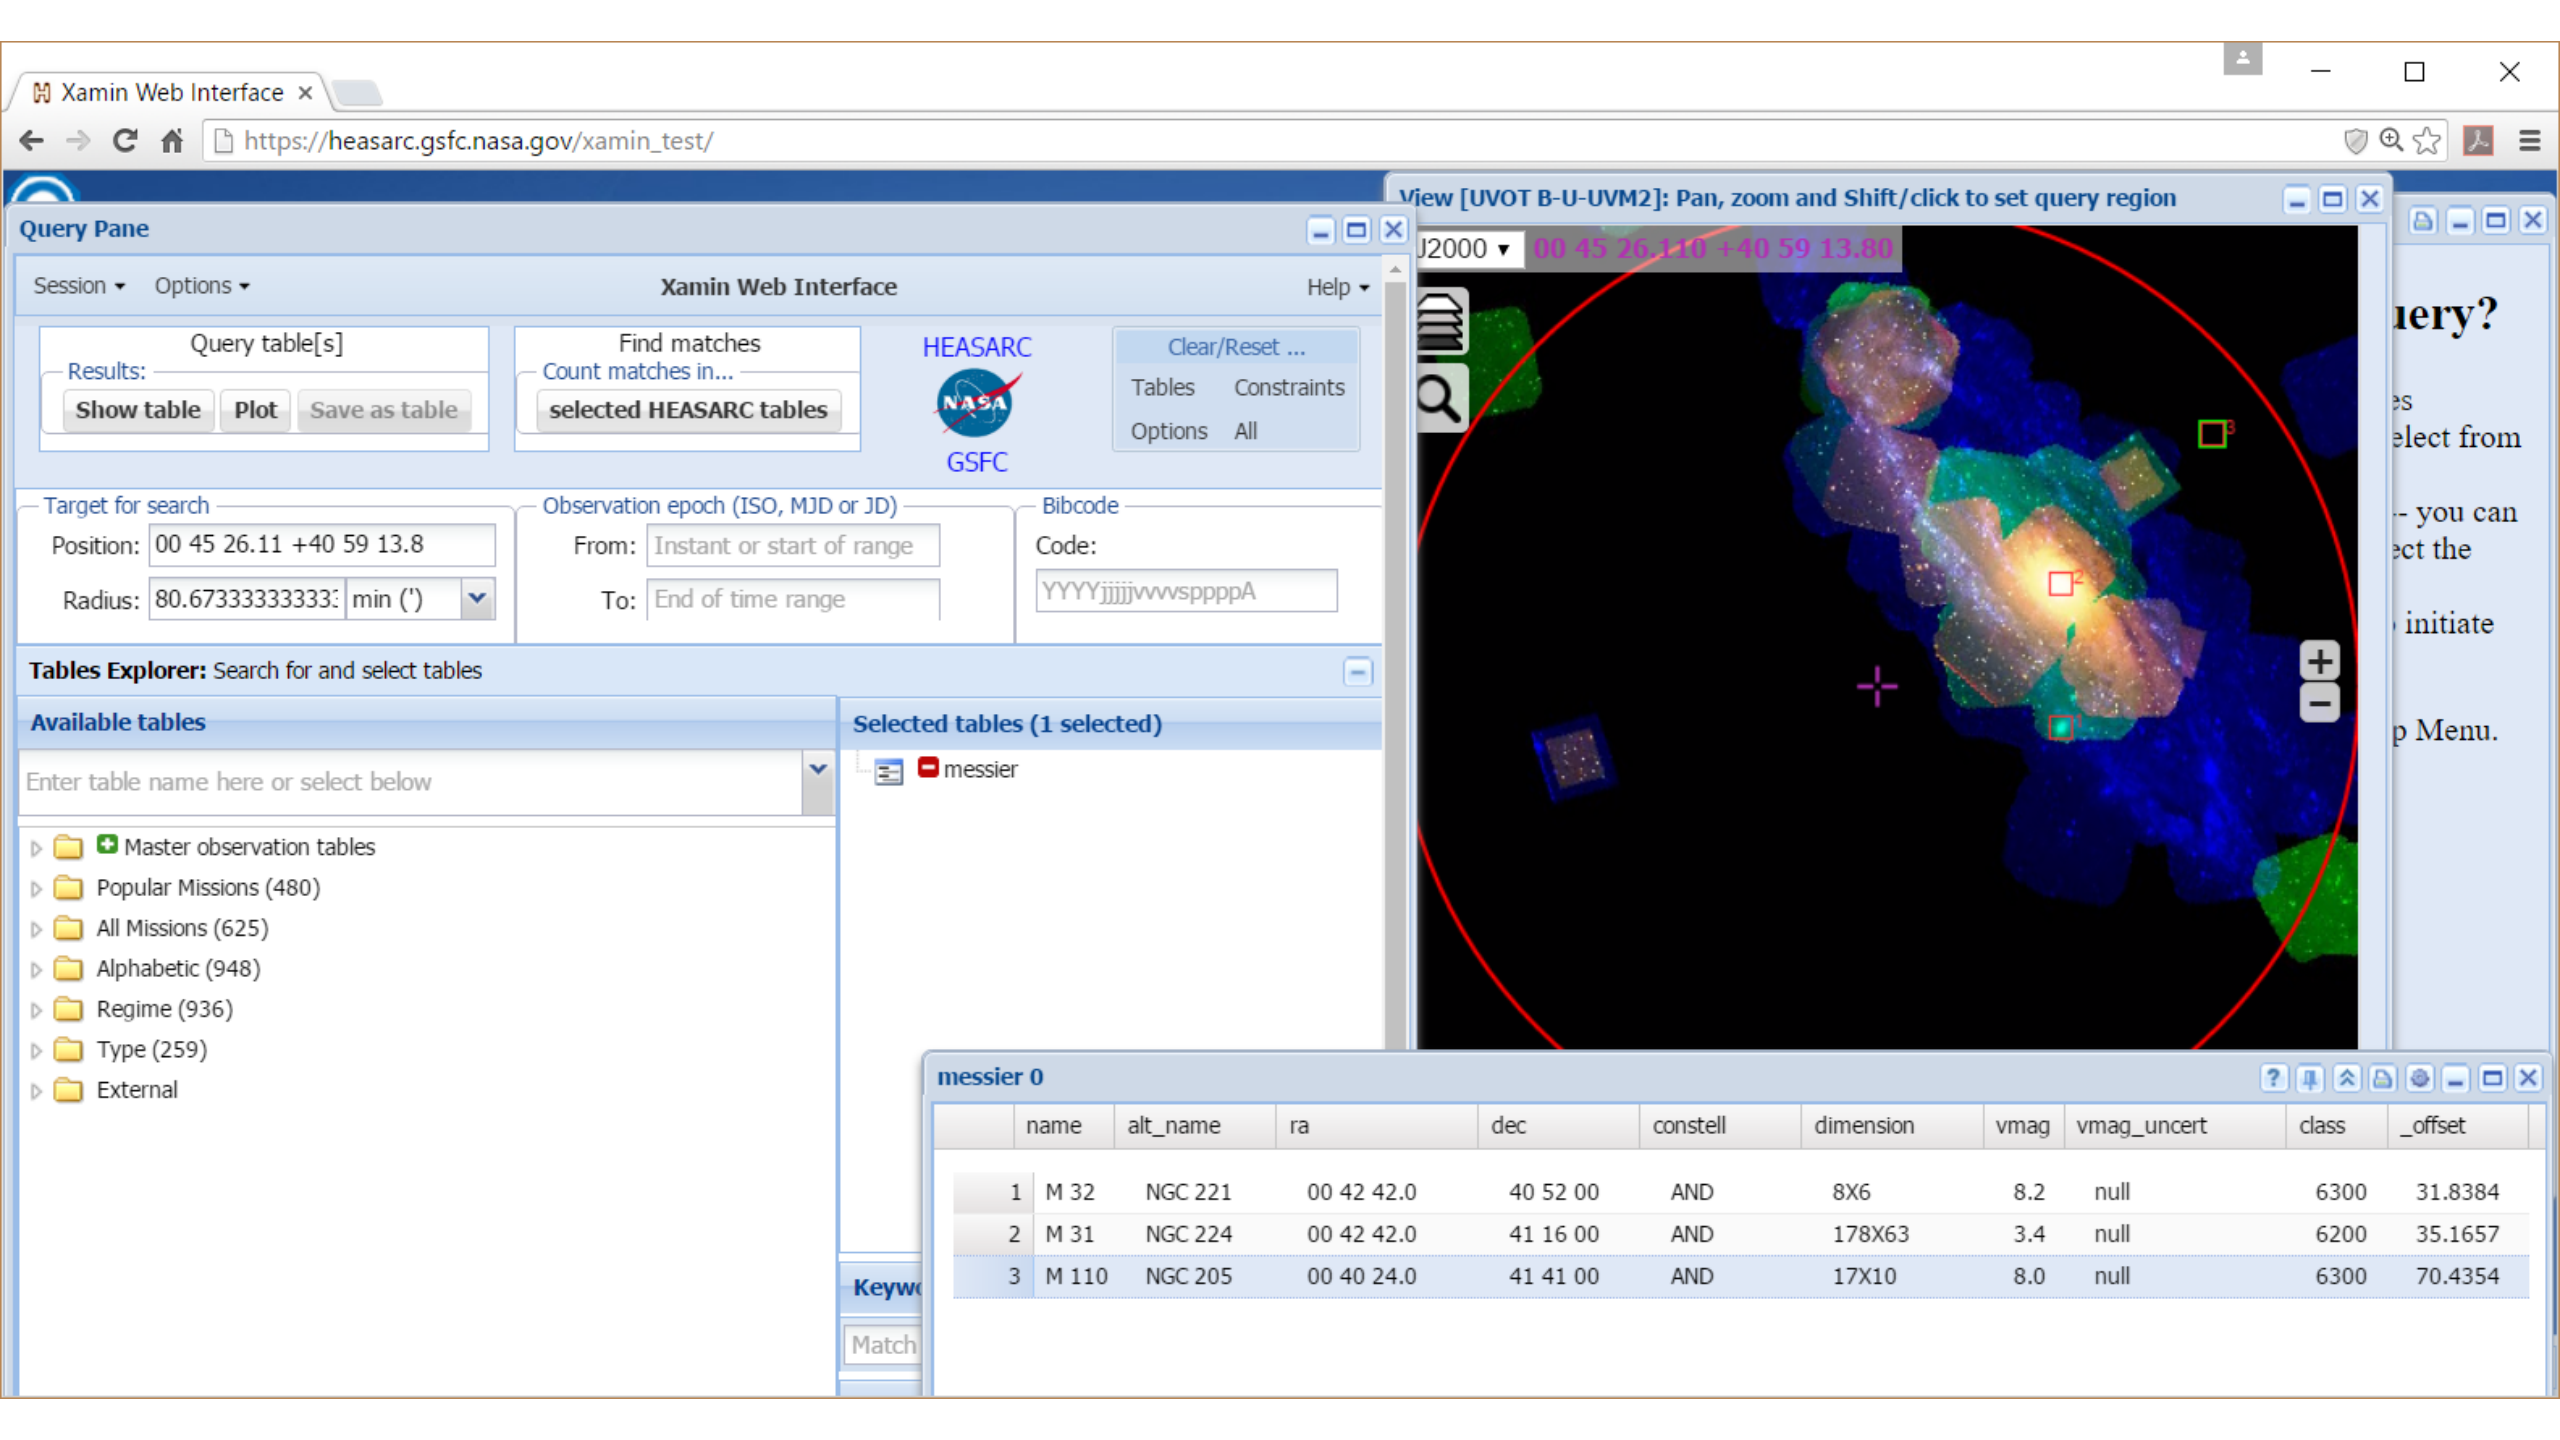 Xamin Web Interface
https://heasarc.gsfc.nasa.gov/xamin_test/
View [UVOT B-U-UVM2]: Pan, zoom and Shift/click to set query region
Query Pane
Session Options Xamin Web Interface Help
J2000 00 45 26.110 +40 59 13.80
Query table[s]
Results:
Show table Plot Save as table
Find matches
Count matches in...
selected HEASARC tables
HEASARC
NASA
GSFC
Clear/Reset ...
Tables Constraints
Options All
Target for search
Position: 00 45 26.11 +40 59 13.8
Radius: 80.67333333333 min (')
Observation epoch (ISO, MJD or JD)
From: Instant or start of range
To: End of time range
Bibcode
Code:
YYYYjjjjjvvvvsppppA
Tables Explorer: Search for and select tables
Available tables
Enter table name here or select below
Master observation tables
Popular Missions (480)
All Missions (625)
Alphabetic (948)
Regime (936)
Type (259)
External
Selected tables (1 selected)
messier
Keywo
Match
3
2
1
uery?
es
elect from
-- you can
ect the
initiate
p Menu.
messier 0
name alt_name ra dec constell dimension vmag vmag_uncert class _offset
1 M 32 NGC 221 00 42 42.0 40 52 00 AND 8X6 8.2 null 6300 31.8384
2 M 31 NGC 224 00 42 42.0 41 16 00 AND 178X63 3.4 null 6200 35.1657
3 M 110 NGC 205 00 40 24.0 41 41 00 AND 17X10 8.0 null 6300 70.4354